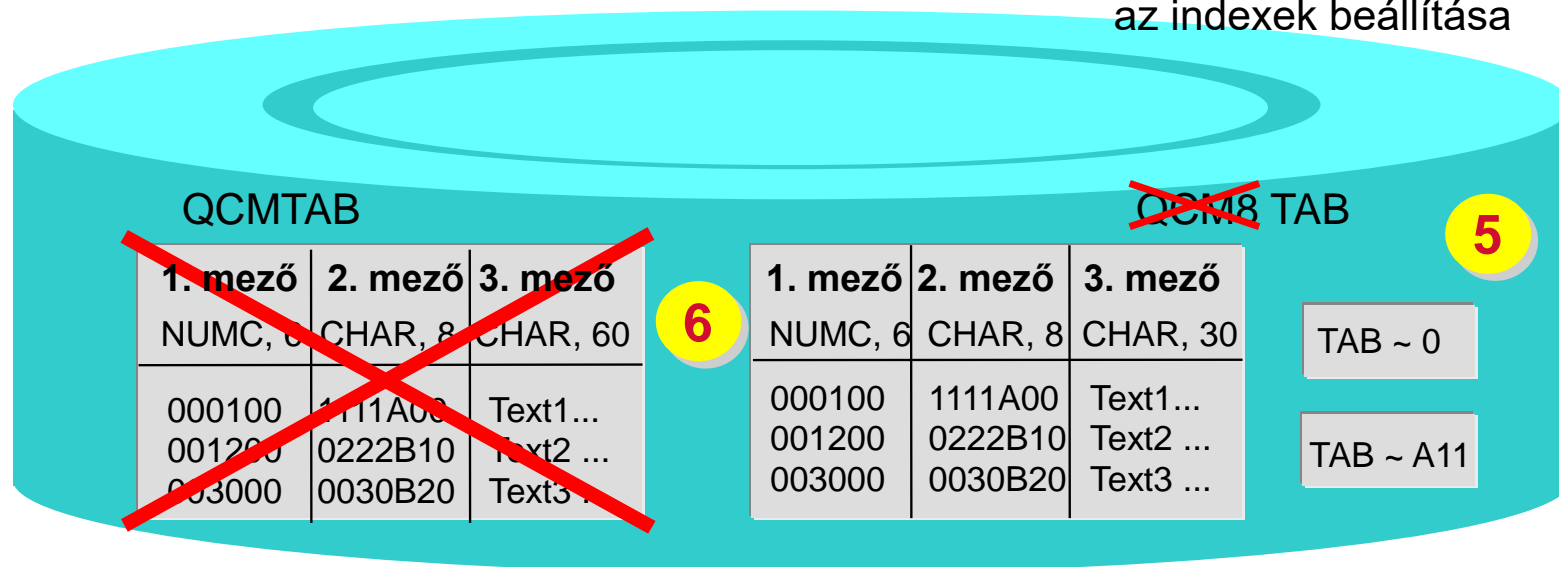 az indexek beállítása
QCMTAB
QCM8 TAB
5
1. mező 2. mező 3. mező
NUMC, 6 CHAR, 8 CHAR, 60
000100 1111A00 Text1...
001200 0222B10 Text2 ...
003000 0030B20 Text3 .
6
1. mező 2. mező 3. mező
NUMC, 6 CHAR, 8 CHAR, 30
000100 1111A00 Text1...
001200 0222B10 Text2 ...
003000 0030B20 Text3 ...
TAB ~ 0
TAB ~ A11